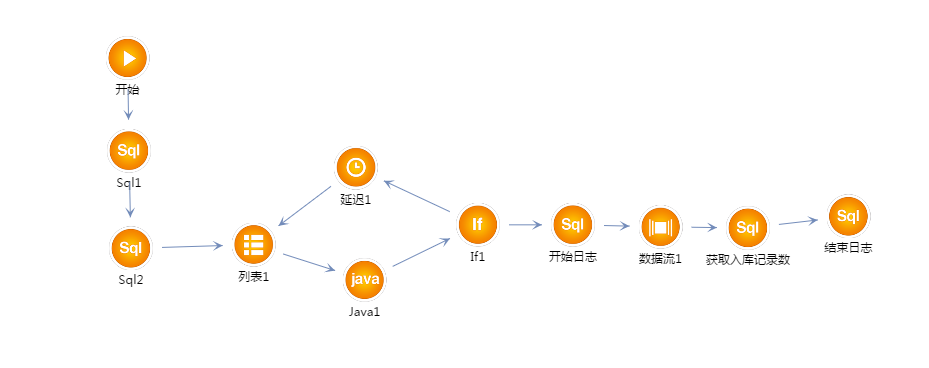 开始
Sql
Sql1
Sql
Sql2
列表1
延迟1
java
Java1
If
If1
Sql
开始日志
数据流1
Sql
获取入库记录数
Sql
结束日志